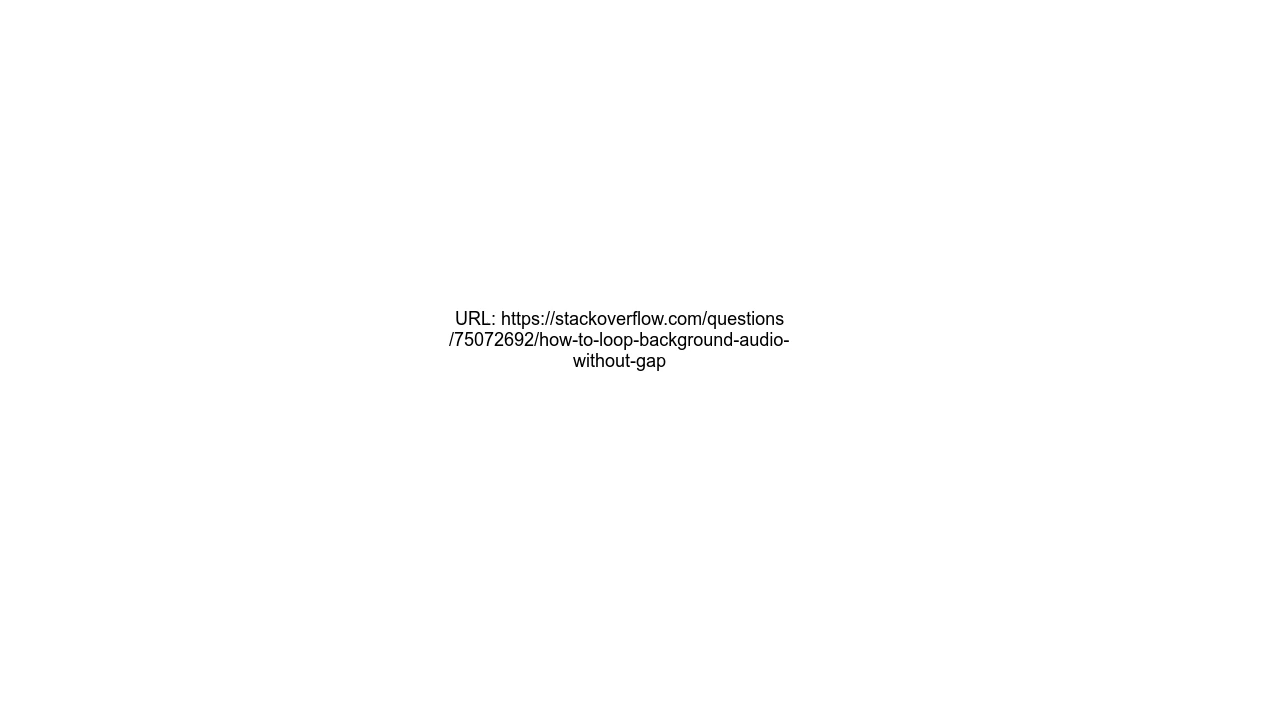 URL: https://stackoverflow.com/questions
/75072692/how-to-loop-background-audio-
without-gap